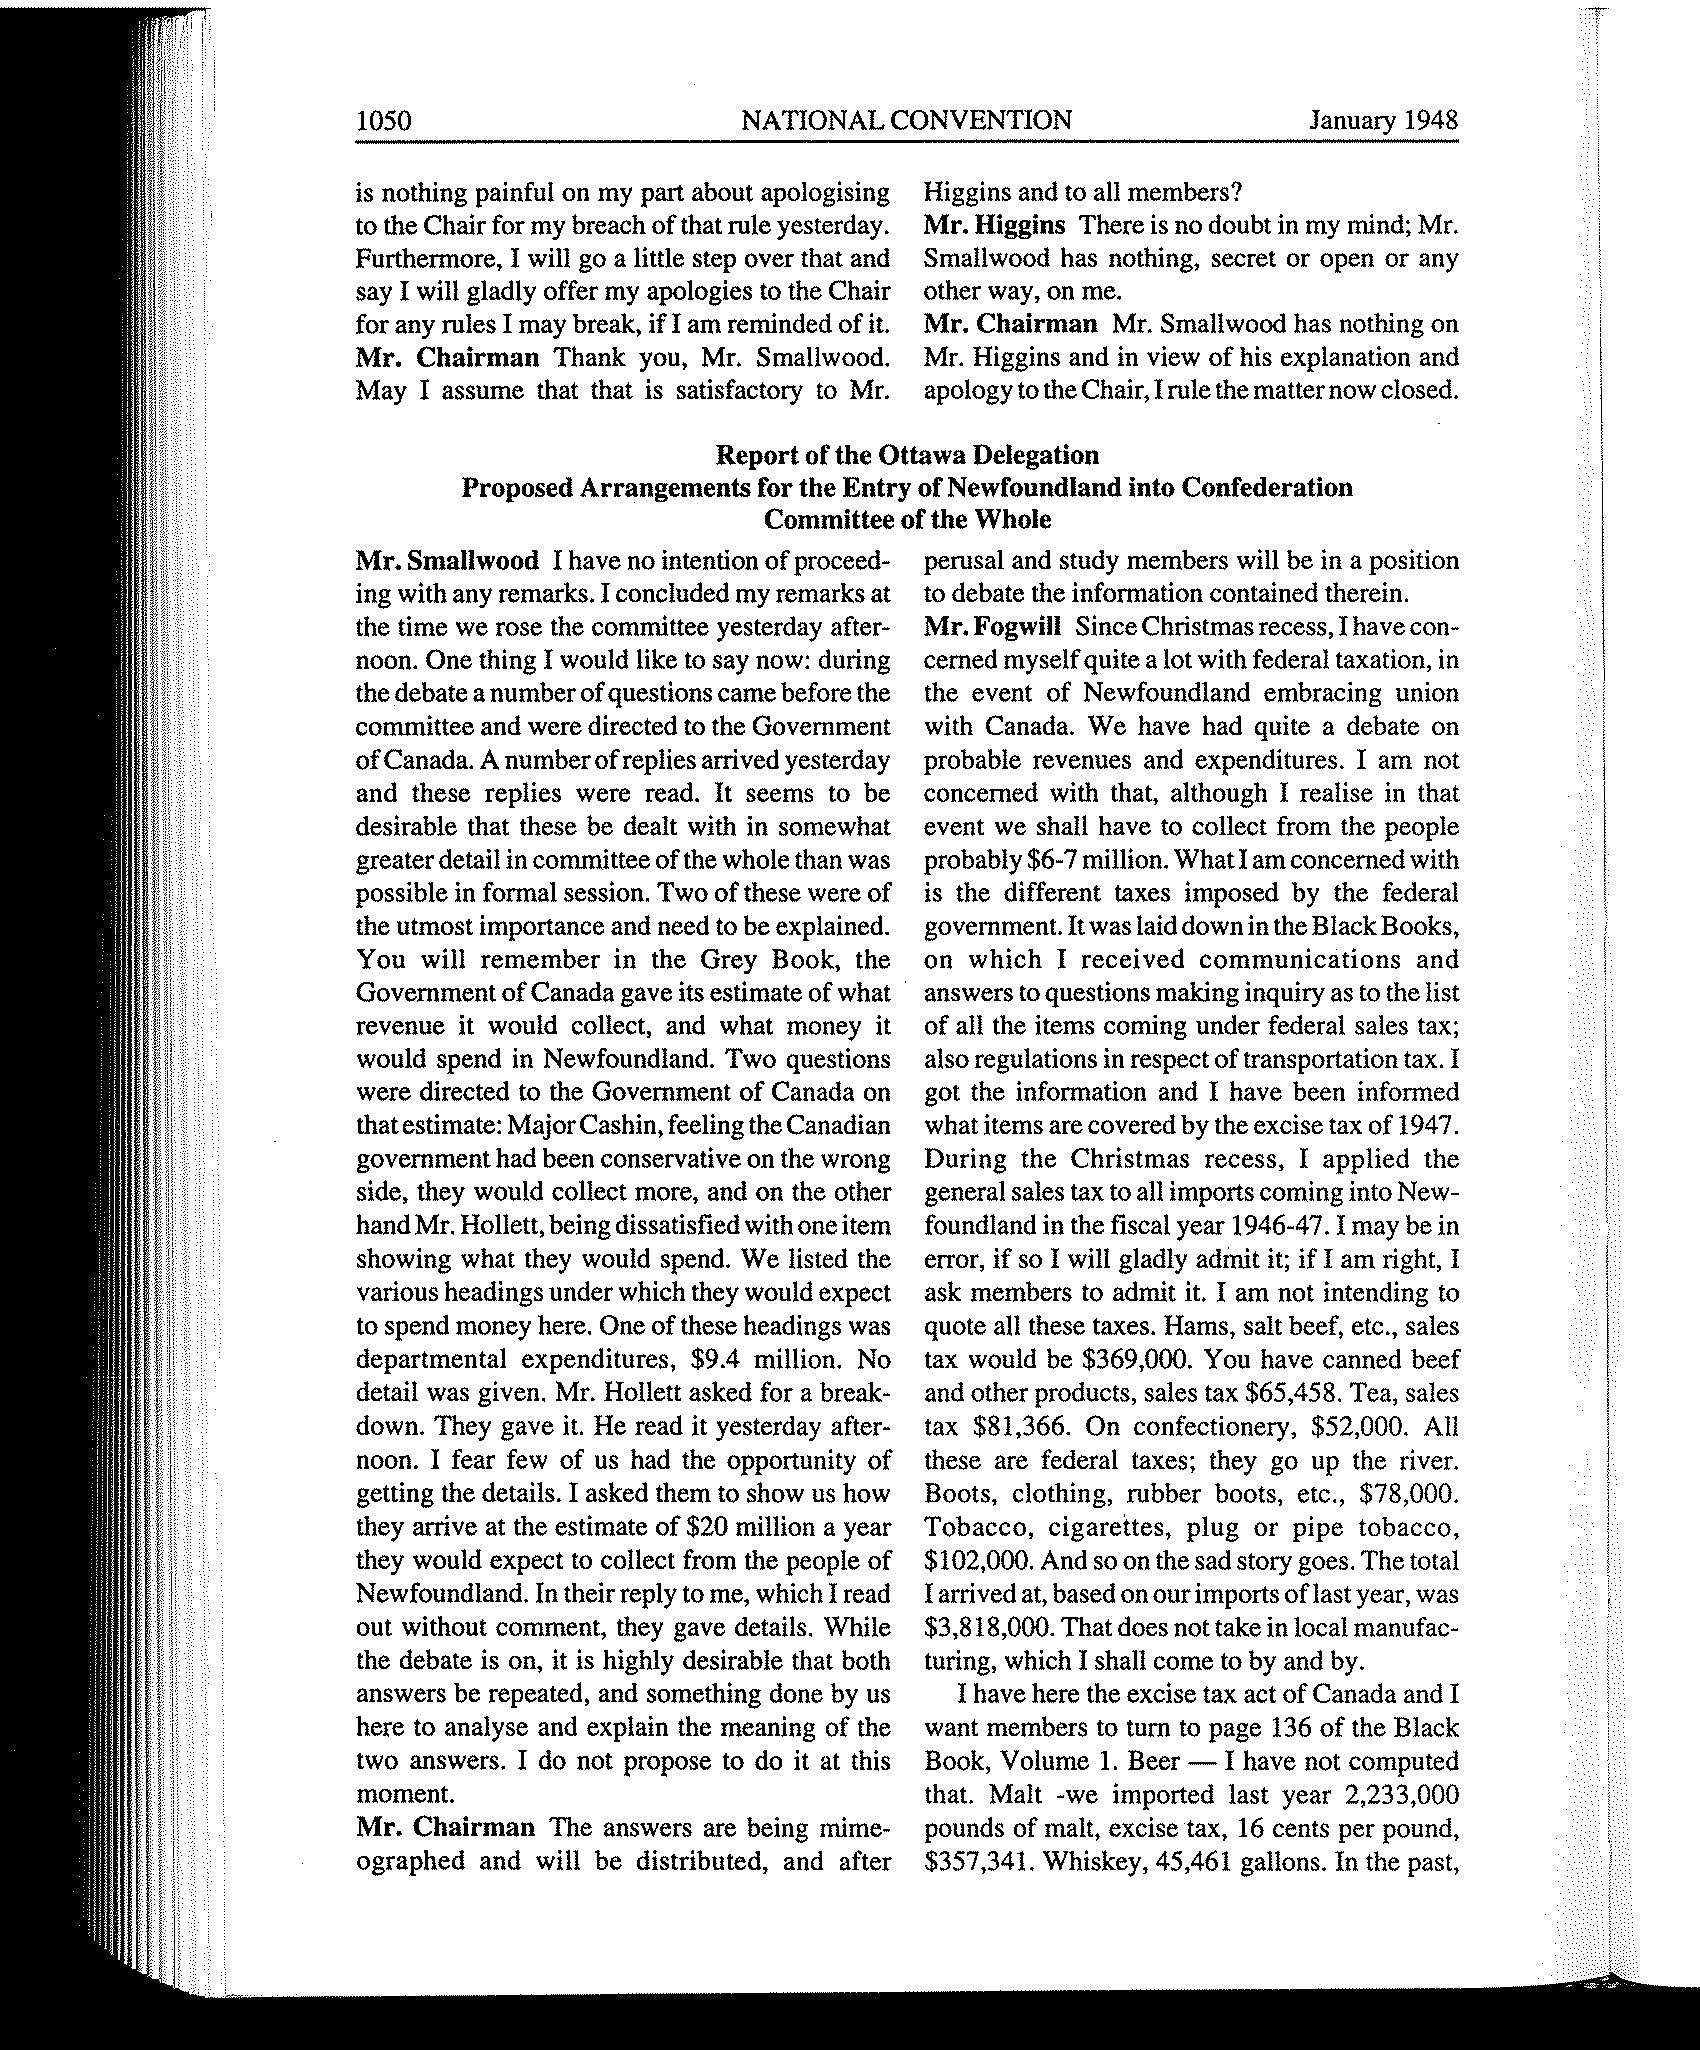 1050 NATIONAL CONVENTION January 1948
is nothing painful on my part about apologising
to the Chair for my breach of that rule yesterday.
Furthermore, I will go a little step over that and
say I will gladly offer my apologies to the Chair
for any rules I may break, if I am reminded of it.
Mr. Chairman Thank you, Mr. Smallwood.
May I assume that that is satisfactory to Mr.
Higgins and to all members?
Mr. Higgins There is no doubt in my mind; Mr.
Smallwood has nothing, secret or open or any
other way, on me.
Mr. Chairman Mr. Smallwood has nothing on
Mr. Higgins and in view of his explanation and
apology to the Chair, I rule the matter now closed.
Report of the Ottawa Delegation
Proposed Arrangements for the Entry of Newfoundland into Confederation
Committee of the Whole
Mr. Smallwood I have no intention of proceed-
ing with any remarks. I concluded my remarks at
the time we rose the committee yesterday after-
noon. One thing I would like to say now: during
the debate a number of questions came before the
committee and were directed to the Government
of Canada. A number of replies arrived yesterday
and these replies were read. It seems to be
desirable that these be dealt with in somewhat
greater detail in committee of the whole than was
possible in formal session. Two of these were of
the utmost importance and need to be explained.
You will remember in the Grey Book, the
Government of Canada gave its estimate of what
revenue it would collect, and what money it
would spend in Newfoundland. Two questions
were directed to the Government of Canada on
that estimate: Major Cashin, feeling the Canadian
government had been conservative on the wrong
side, they would collect more, and on the other
hand Mr. Hollett, being dissatisfied with one item
showing what they would spend. We listed the
various headings under which they would expect
to spend money here. One of these headings was
departmental expenditures, $9.4 million. No
detail was given. Mr. Hollett asked for a break-
down. They gave it. He read it yesterday after-
noon. I fear few of us had the opportunity of
getting the details. I asked them to show us how
they arrive at the estimate of $20 million a year
they would expect to collect from the people of
Newfoundland. In their reply to me, which I read
out without comment, they gave details. While
the debate is on, it is highly desirable that both
answers be repeated, and something done by us
here to analyse and explain the meaning of the
two answers. I do not propose to do it at this
moment.
Mr. Chairman The answers are being mime-
ographed and will be distributed, and after
perusal and study members will be in a position
to debate the information contained therein.
Mr. Fogwill Since Christmas recess, I have con-
cerned myself quite a lot with federal taxation, in
the event of Newfoundland embracing union
with Canada. We have had quite a debate on
probable revenues and expenditures. I am not
concerned with that, although I realise in that
event we shall have to collect from the people
probably $6-7 million. What I am concerned with
is the different taxes imposed by the federal
government. It was laid down in the Black Books,
on which I received communications and
answers to questions making inquiry as to the list
of all the items coming under federal sales tax;
also regulations in respect of transportation tax. I
got the information and I have been informed
what items are covered by the excise tax of 1947.
During the Christmas recess, I applied the
general sales tax to all imports coming into New-
foundland in the fiscal year 1946-47. I may be in
error, if so I will gladly admit it; if I am right, I
ask members to admit it. I am not intending to
quote all these taxes. Hams, salt beef, etc., sales
tax would be $369,000. You have canned beef
and other products, sales tax $65,458. Tea, sales
tax $81,366. On confectionery, $52,000. All
these are federal taxes; they go up the river.
Boots, clothing, rubber boots, etc., $78,000.
Tobacco, cigarettes, plug or pipe tobacco,
$102,000. And so on the sad story goes. The total
I arrived at, based on our imports of last year, was
$3,818,000. That does not take in local manufac-
turing, which I shall come to by and by.
I have here the excise tax act of Canada and I
want members to turn to page 136 of the Black
Book, Volume 1. Beer — I have not computed
that. Malt -we imported last year 2,233,000
pounds of malt, excise tax, 16 cents per pound,
$357,341. Whiskey, 45,461 gallons. In the past,